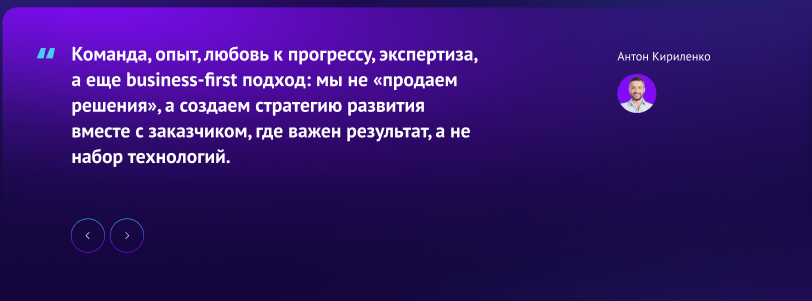 Команда, опыт, любовь к прогрессу, экспертиза,
а еще business-first подход: мы не «продаем
решения», а создаем стратегию развития
вместе с заказчиком, где важен результат, а не
набор технологий.
Антон Кириленко